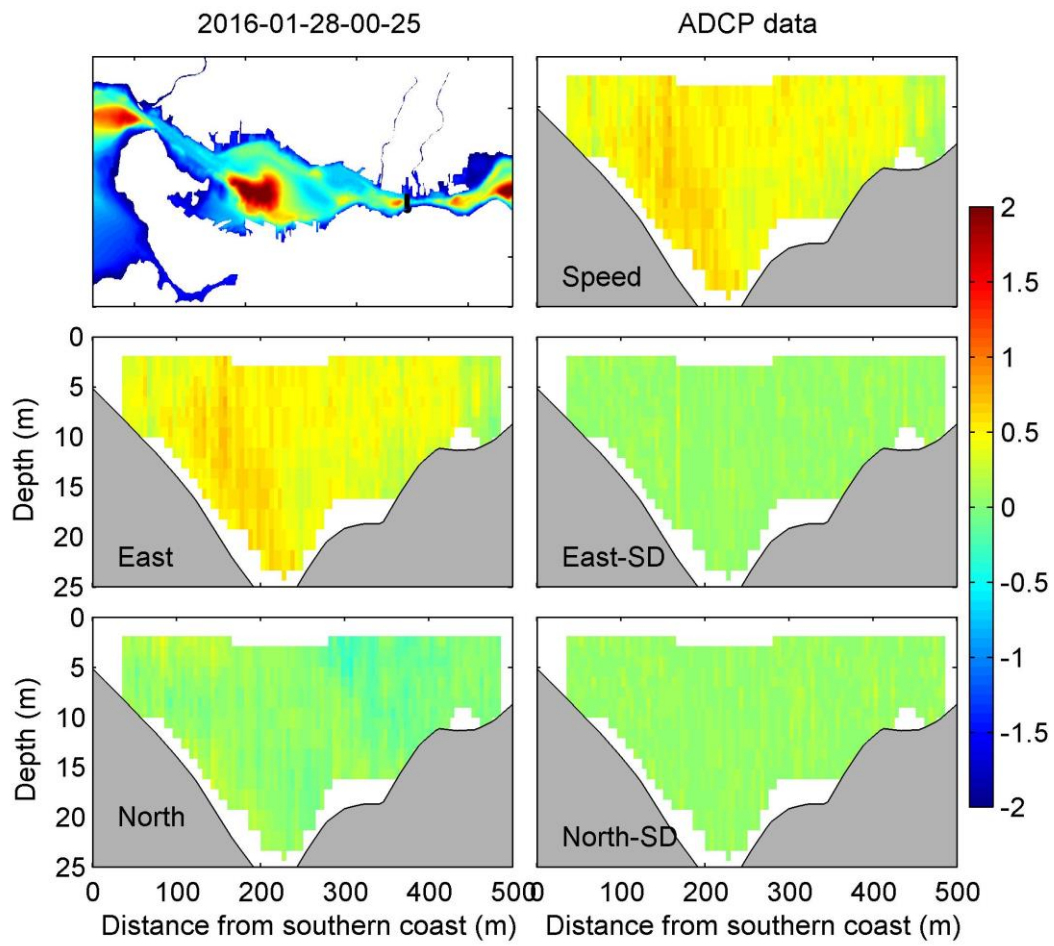 2016-01-28-00-25
ADCP data
Speed
0
5
10
15
20
25
Depth (m)
East
East-SD
2
1.5
1
0.5
0
-0.5
-1
-1.5
-2
0
5
10
15
20
25
Depth (m)
North
North-SD
0 100 200 300 400 500
0 100 200 300 400 500
Distance from southern coast (m)
Distance from southern coast (m)